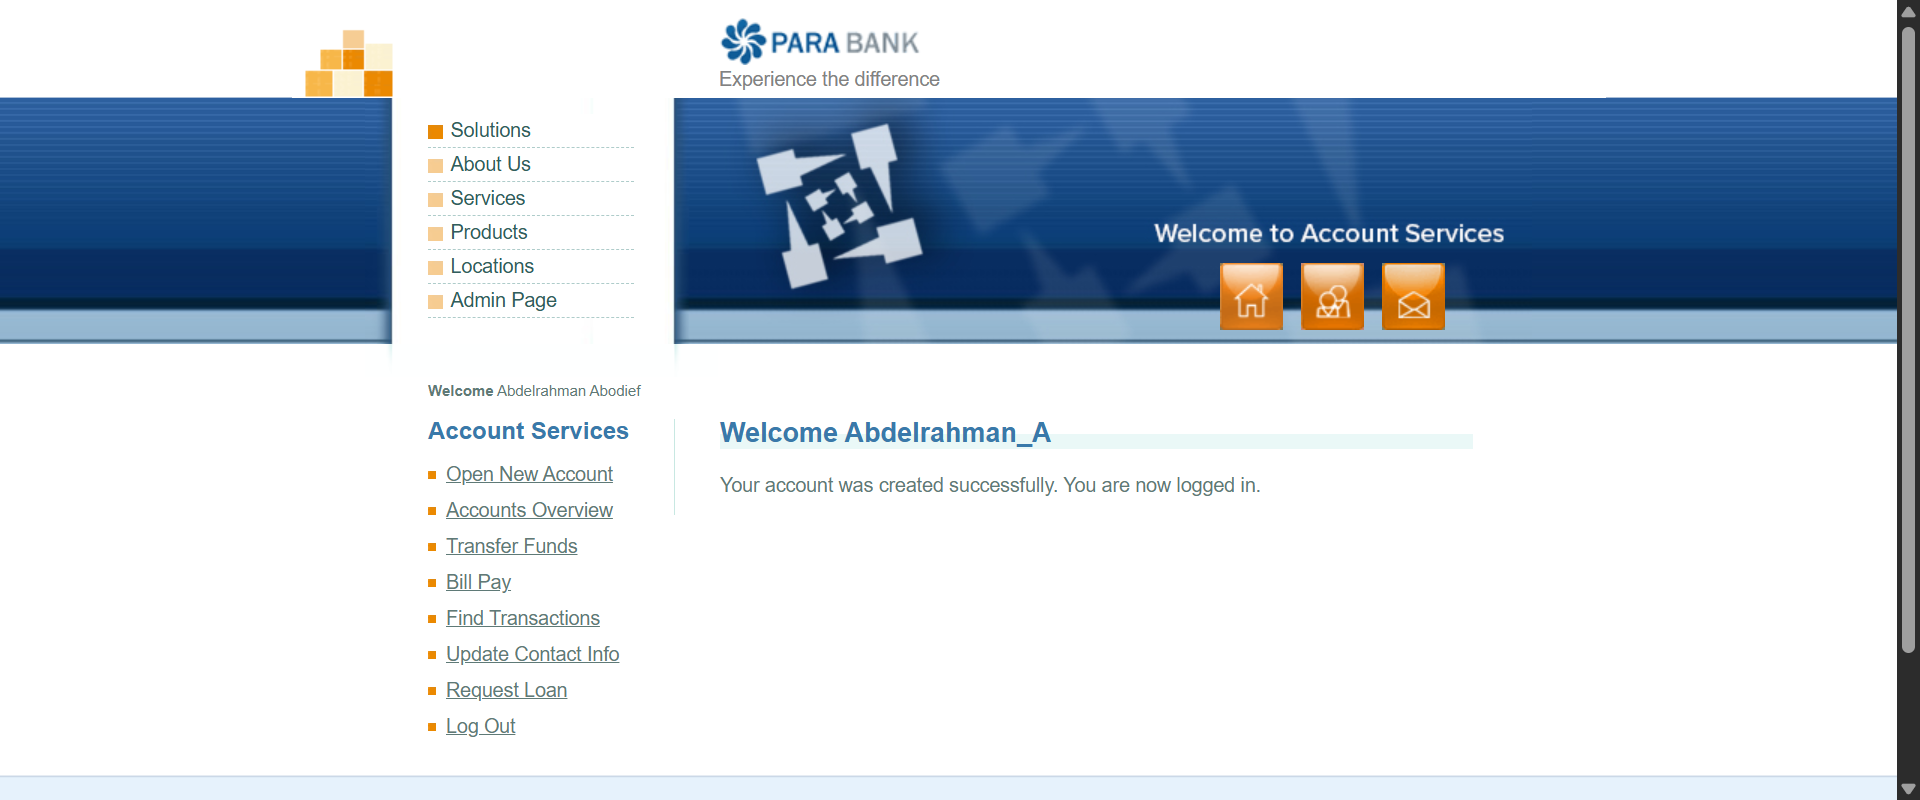 PARA BANK
Experience the difference
Solutions
About Us
Services
Products
Locations
Admin Page
Welcome to Account Services
Welcome Abdelrahman Abodief
Account Services
Open New Account
Accounts Overview
Transfer Funds
Bill Pay
Find Transactions
Update Contact Info
Request Loan
Log Out
Welcome Abdelrahman_A
Your account was created successfully. You are now logged in.